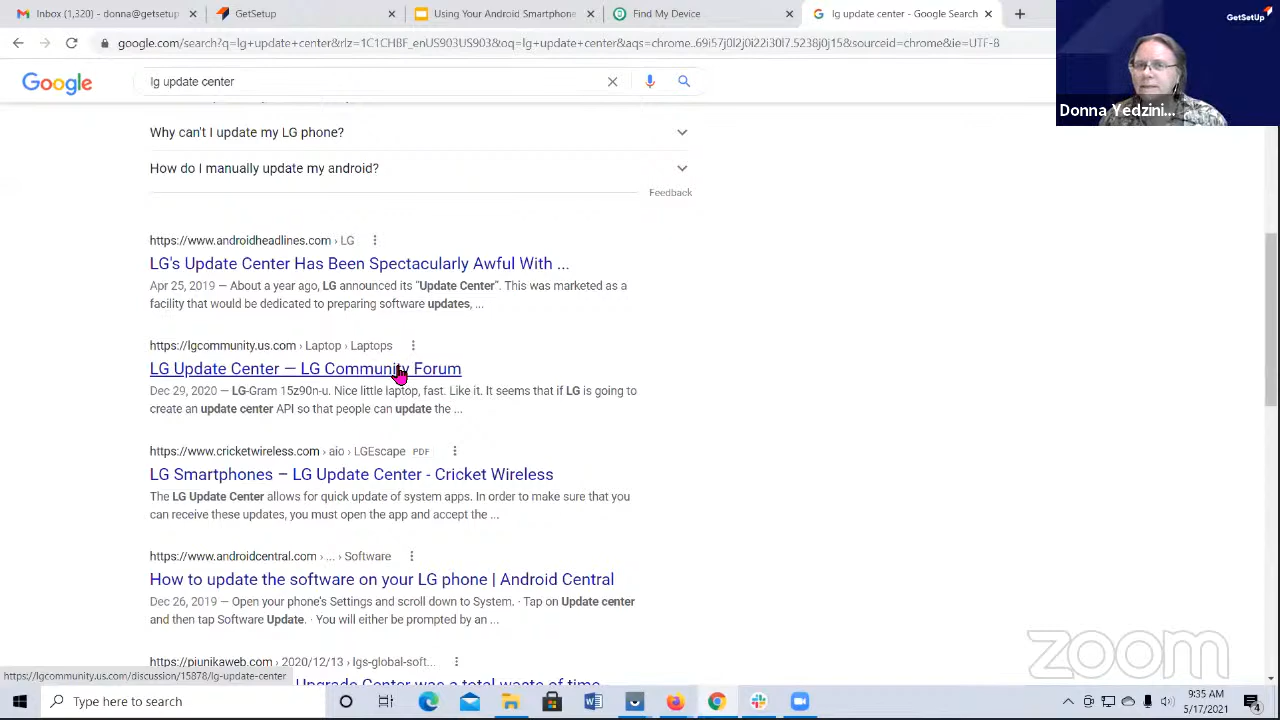 GetSetUp
Using Your Android Smartphone
Find My Device
lg update center - Google Search
GetSetUp
google.com/search?q=lg+update+center&rlz=1C1CHBF_enUS903US903&oq=lg+update+center&aqs=chrome..69i57j0l2j0i22i30l7.5238j0j15&sourceid=chrome&ie=UTF-8
Google
lg update center
Donna Yedzini...
Why can't I update my LG phone?
How do I manually update my android?
Feedback
https://www.androidheadlines.com › LG
LG's Update Center Has Been Spectacularly Awful With ...
Apr 25, 2019 — About a year ago, LG announced its "Update Center". This was marketed as a
facility that would be dedicated to preparing software updates, ...
https://lgcommunity.us.com › Laptop › Laptops
LG Update Center — LG Community Forum
Dec 29, 2020 — LG-Gram 15z90n-u. Nice little laptop, fast. Like it. It seems that if LG is going to
create an update center API so that people can update the ...
https://www.cricketwireless.com › aio › LGEscape PDF
LG Smartphones – LG Update Center - Cricket Wireless
The LG Update Center allows for quick update of system apps. In order to make sure that you
can receive these updates, you must open the app and accept the ...
https://www.androidcentral.com › ... › Software
How to update the software on your LG phone | Android Central
Dec 26, 2019 — Open your phone's Settings and scroll down to System. · Tap on Update center
and then tap Software Update. · You will either be prompted by an ...
https://piunikaweb.com › 2020/12/13 › lgs-global-soft...
Upgrade Center was a total waste of time
https://lgcommunity.us.com/discussion/15878/lg-update-center
zoom
Type here to search
9:35 AM
5/17/2021
4